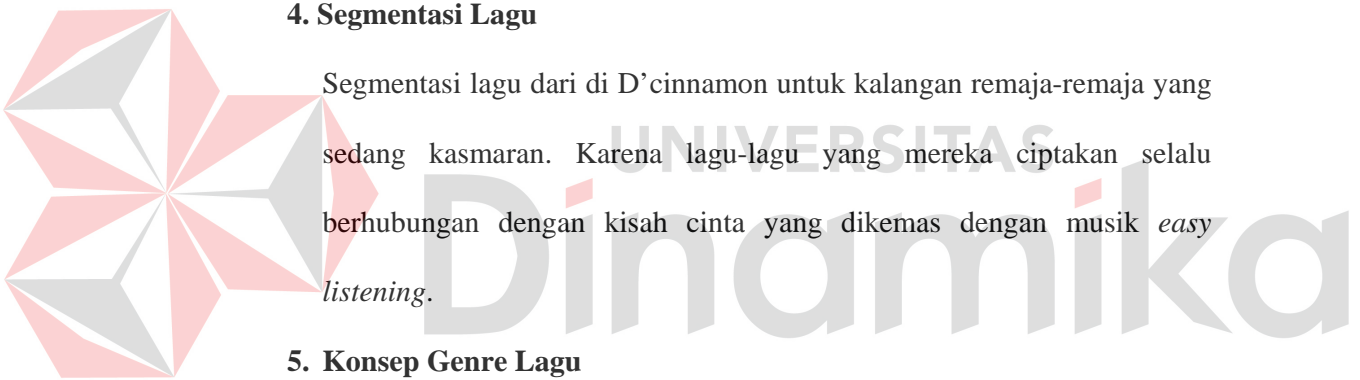 4. Segmentasi Lagu
Segmentasi lagu dari di D’cinnamon untuk kalangan remaja-remaja yang
UNIVERSITAS
sedang kasmaran. Karena lagu-lagu yang mereka ciptakan selalu
Dinamika
berhubungan dengan kisah cinta yang dikemas dengan musik easy
listening.
5. Konsep Genre Lagu